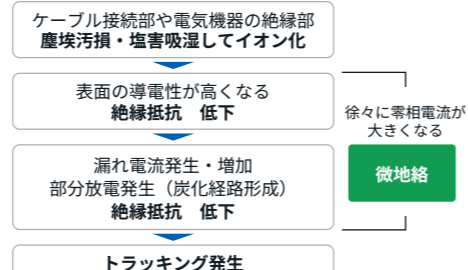 ケーブル接続部や電気機器の絶縁部
塵埃汚損・塩害吸湿してイオン化
表面の導電性が高くなる
絶縁抵抗　低下
徐々に零相電流が
大きくなる
漏れ電流発生・増加
部分放電発生（炭化経路形成）
絶縁抵抗　低下
微地絡
トラッキング発生